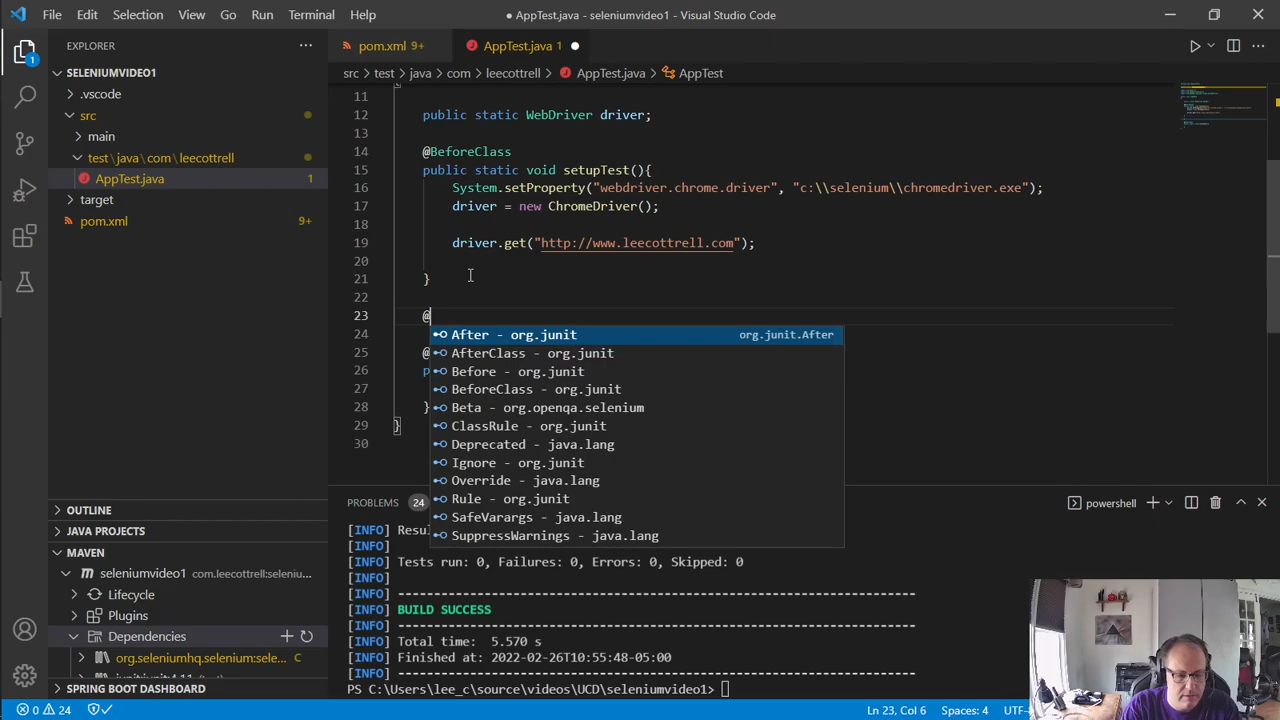 File Edit Selection View Go Run Terminal Help
● AppTest.java - seleniumvideo1 - Visual Studio Code
EXPLORER
pom.xml 9+
AppTest.java 1
src > test > java > com > leecottrell > AppTest.java > AppTest
SELENIUMVIDEO1
.vscode
src
main
test\java\com\leecottrell
AppTest.java 1
target
pom.xml 9+
11
12 public static WebDriver driver;
13
14 @BeforeClass
15 public static void setupTest(){
16 System.setProperty("webdriver.chrome.driver", "c:\\selenium\\chromedriver.exe");
17 driver = new ChromeDriver();
18
19 driver.get("http://www.leecottrell.com");
20
21 }
22
23 @
24
25 @
26 p
27
28 }
29 }
30
After - org.junit org.junit.After
AfterClass - org.junit
Before - org.junit
BeforeClass - org.junit
Beta - org.openqa.selenium
ClassRule - org.junit
Deprecated - java.lang
Ignore - org.junit
Override - java.lang
Rule - org.junit
SafeVarargs - java.lang
SuppressWarnings - java.lang
OUTLINE
JAVA PROJECTS
MAVEN
seleniumvideo1 com.leecottrell:seleniu...
Lifecycle
Plugins
Dependencies
org.seleniumhq.selenium:sele... C
SPRING BOOT DASHBOARD
PROBLEMS 24
powershell
[INFO] Resu
[INFO]
[INFO] Tests run: 0, Failures: 0, Errors: 0, Skipped: 0
[INFO]
[INFO] ------------------------------------------------------------------------
[INFO] BUILD SUCCESS
[INFO] ------------------------------------------------------------------------
[INFO] Total time:  5.570 s
[INFO] Finished at: 2022-02-26T10:55:48-05:00
[INFO] ------------------------------------------------------------------------
PS C:\Users\lee_c\source\videos\UCD\seleniumvideo1>
0 24
Ln 23, Col 6 Spaces: 4 UTF-8